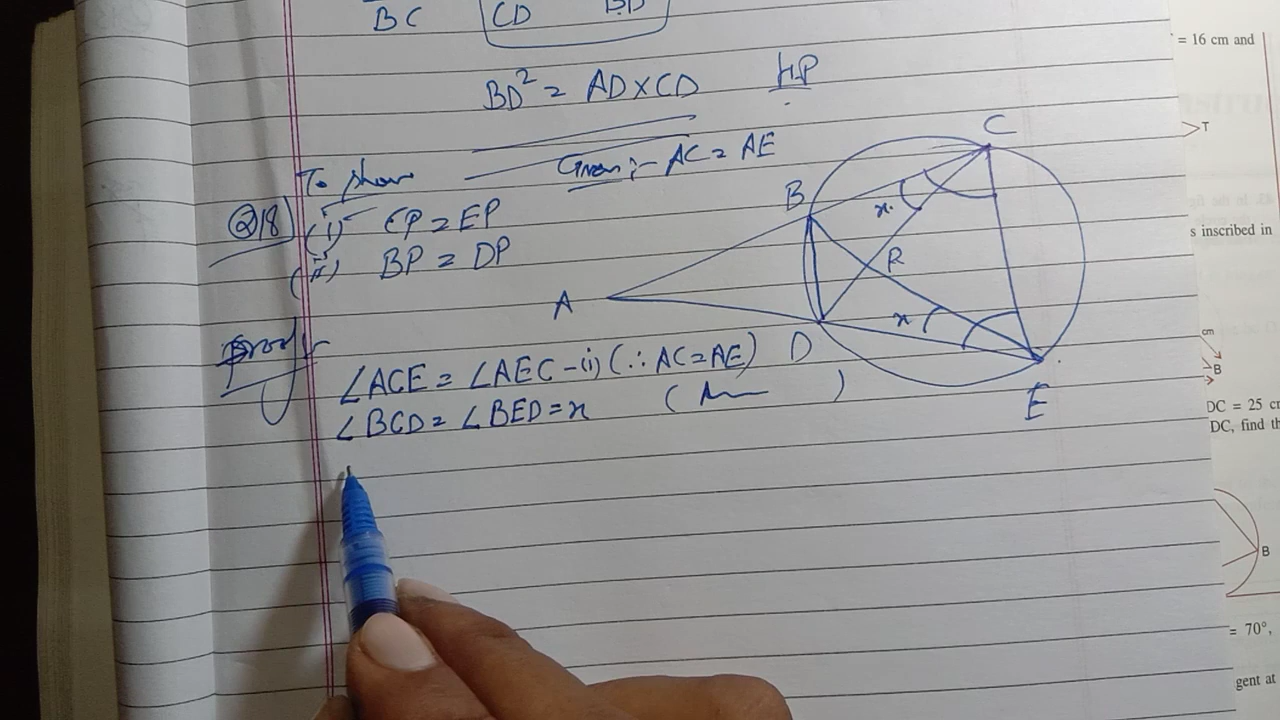 BC CD BD
BD² = AD×CD HP
To show Given :- AC = AE
Q18) (i) CP = EP
(ii) BP = DP
Proof :-
∠ACE = ∠AEC - (i) (∵ AC = AE)
∠BCD = ∠BED = x ( )
C
B
x
R
A
x
D
E
= 16 cm and
T
s inscribed in
cm
B
DC = 25 cm
DC, find th
B
= 70°,
gent at